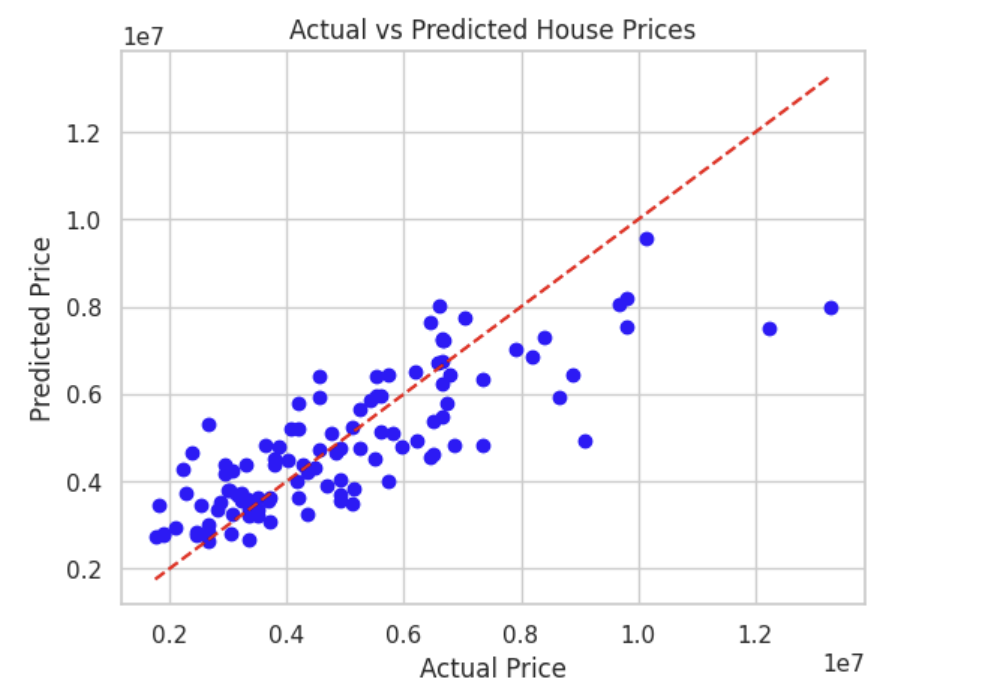 Actual vs Predicted House Prices
1e7
1.2
1.0
0.8
0.6
0.4
0.2
Predicted Price
0.2 0.4 0.6 0.8 1.0 1.2
Actual Price
1e7